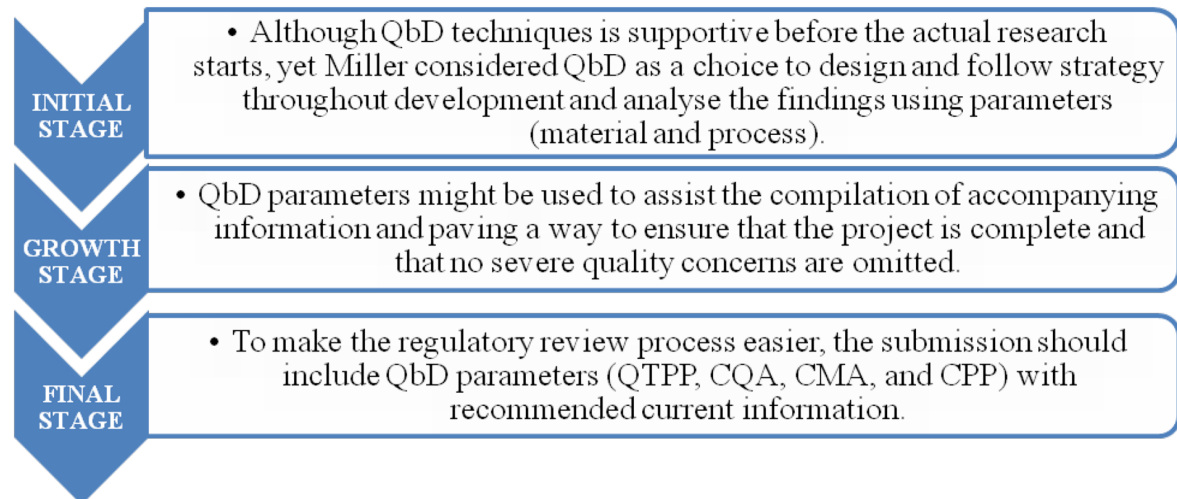 INITIAL
STAGE
• Although QbD techniques is supportive before the actual research
starts, yet Miller considered QbD as a choice to design and follow strategy
throughout development and analyse the findings using parameters
(material and process).
GROWTH
STAGE
• QbD parameters might be used to assist the compilation of accompanying
information and paving a way to ensure that the project is complete and
that no severe quality concerns are omitted.
FINAL
STAGE
• To make the regulatory review process easier, the submission should
include QbD parameters (QTPP, CQA, CMA, and CPP) with
recommended current information.